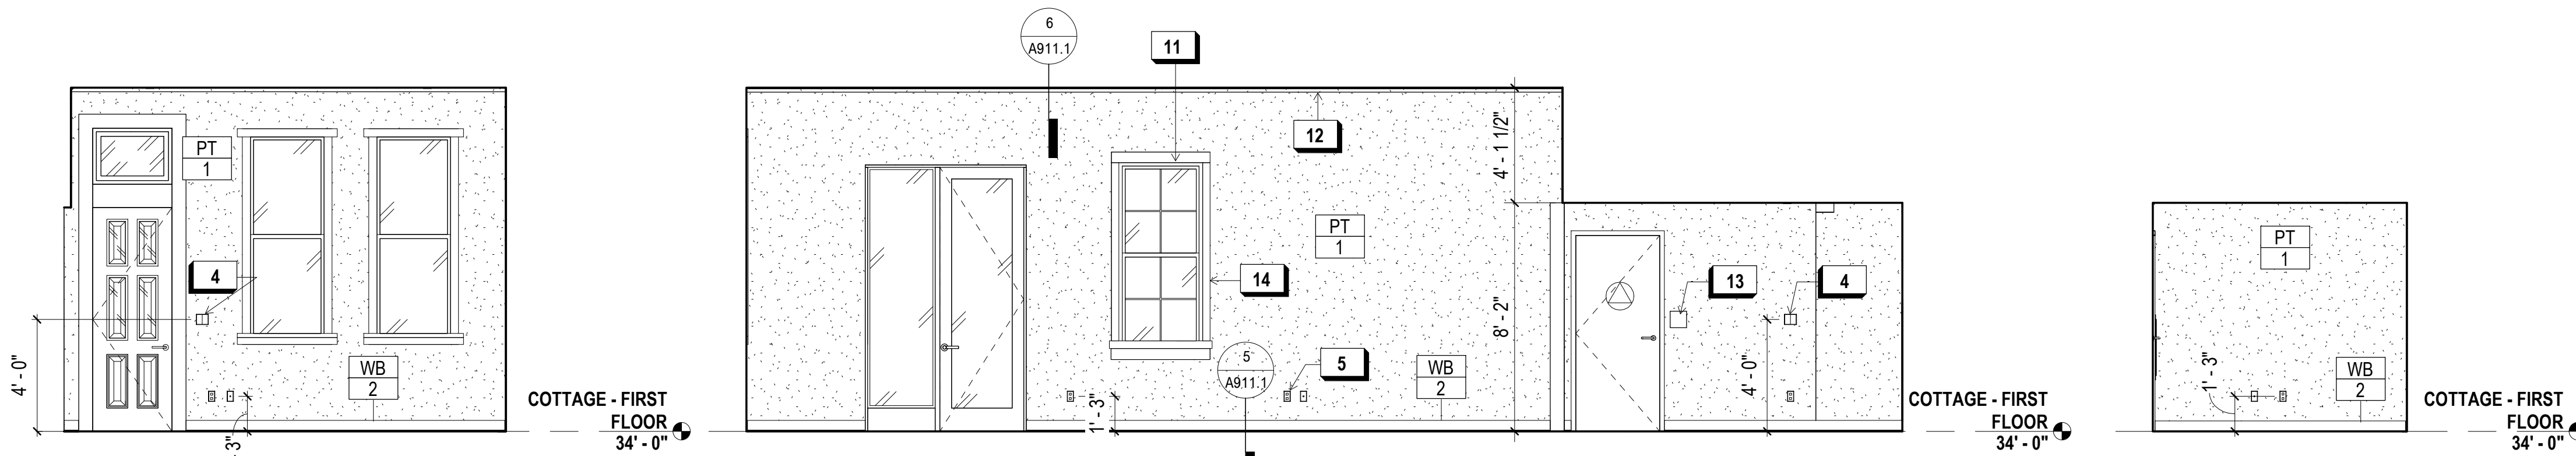 6
A911.1
11
12
PT
1
4
4' - 0"
WB
2
3"
COTTAGE - FIRST
FLOOR
34' - 0"
4' - 1 1/2"
PT
1
14
8' - 2"
5
A911.1
5
WB
2
1' - 3"
13
4
4' - 0"
COTTAGE - FIRST
FLOOR
34' - 0"
PT
1
1' - 3"
WB
2
COTTAGE - FIRST
FLOOR
34' - 0"